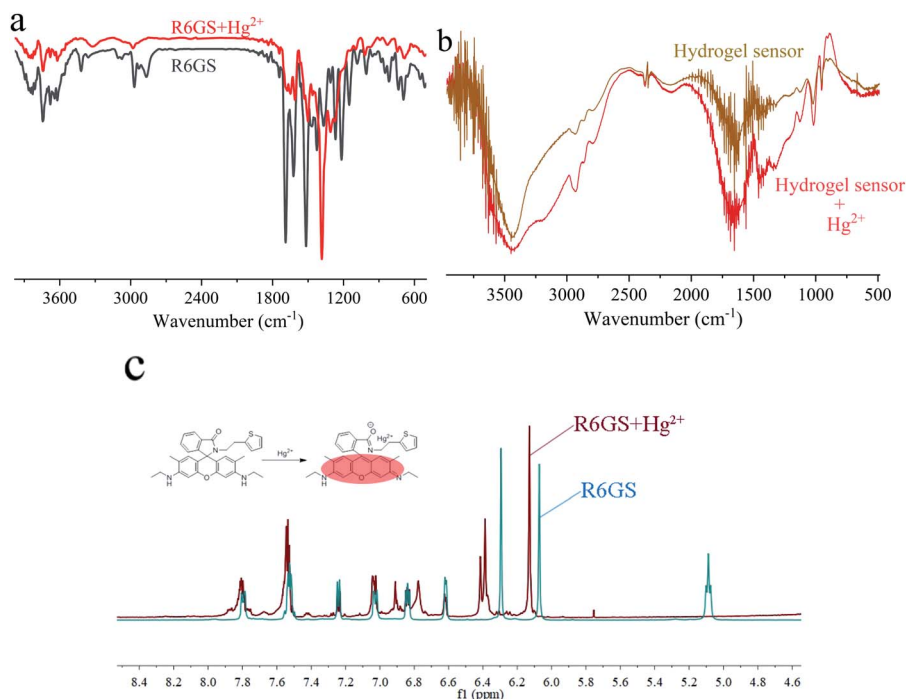 a
R6GS+Hg²⁺
R6GS
3600 3000 2400 1800 1200 600
Wavenumber (cm⁻¹)
b
Hydrogel sensor
Hydrogel sensor
+
Hg²⁺
3500 3000 2500 2000 1500 1000 500
Wavenumber (cm⁻¹)
c
O
N
S
O
NH
N
H
Hg²⁺
O
⊖
Hg²⁺
N
S
O
NH
N
H
R6GS+Hg²⁺
R6GS
8.4 8.2 8.0 7.8 7.6 7.4 7.2 7.0 6.8 6.6 6.4 6.2 6.0 5.8 5.6 5.4 5.2 5.0 4.8 4.6
f1 (ppm)